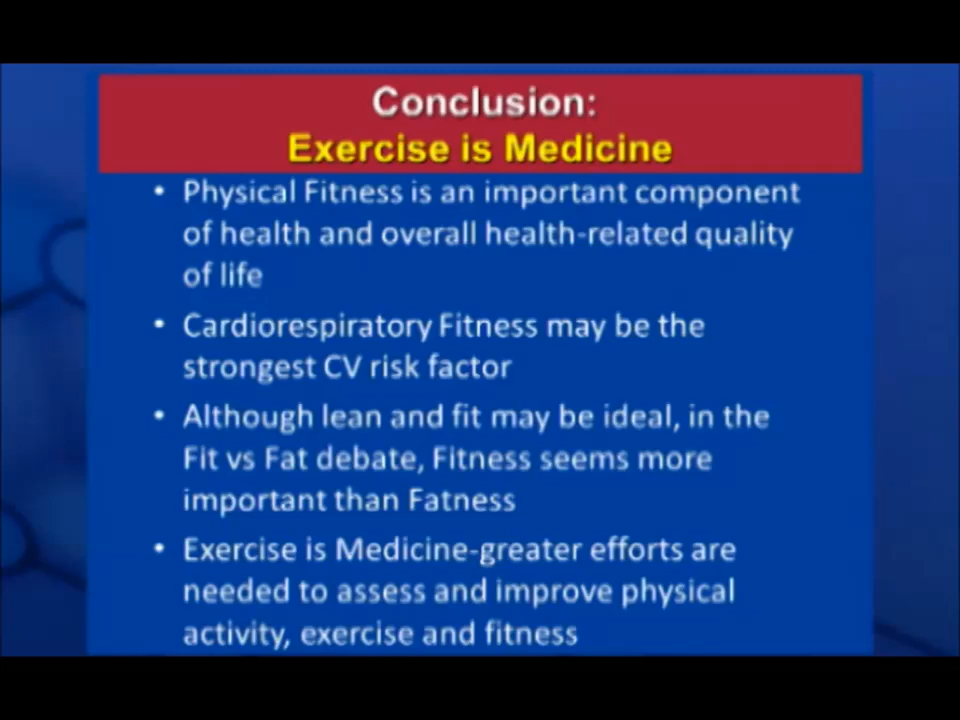 Conclusion:
Exercise is Medicine
• Physical Fitness is an important component
of health and overall health-related quality
of life
• Cardiorespiratory Fitness may be the
strongest CV risk factor
• Although lean and fit may be ideal, in the
Fit vs Fat debate, Fitness seems more
important than Fatness
• Exercise is Medicine-greater efforts are
needed to assess and improve physical
activity, exercise and fitness